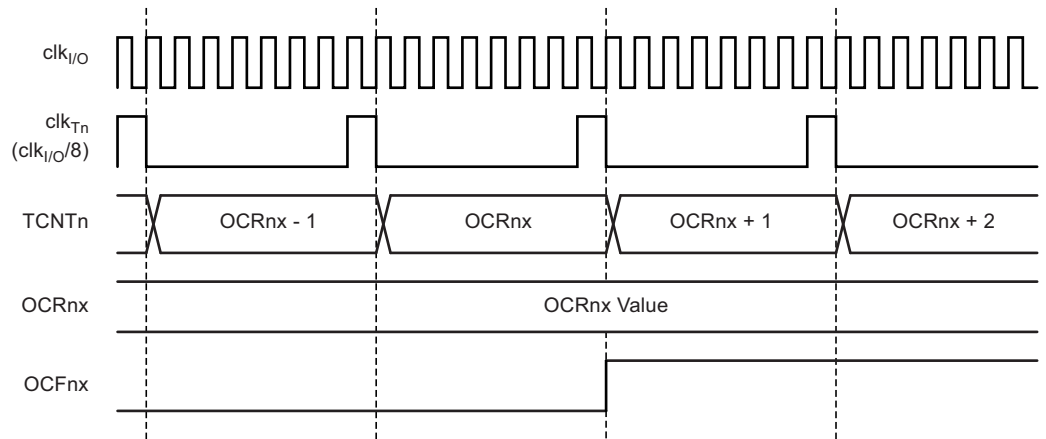 clkI/O
clkTn
(clkI/O/8)
TCNTn
OCRnx - 1
OCRnx
OCRnx + 1
OCRnx + 2
OCRnx
OCRnx Value
OCFnx